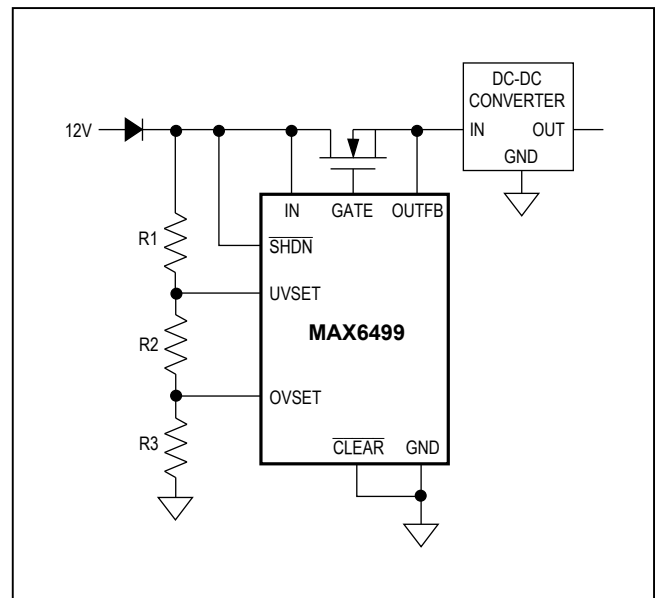 DC-DC
CONVERTER
IN OUT
GND
12V
IN GATE OUTFB
R1
SHDN
UVSET
R2
MAX6499
OVSET
R3
CLEAR GND